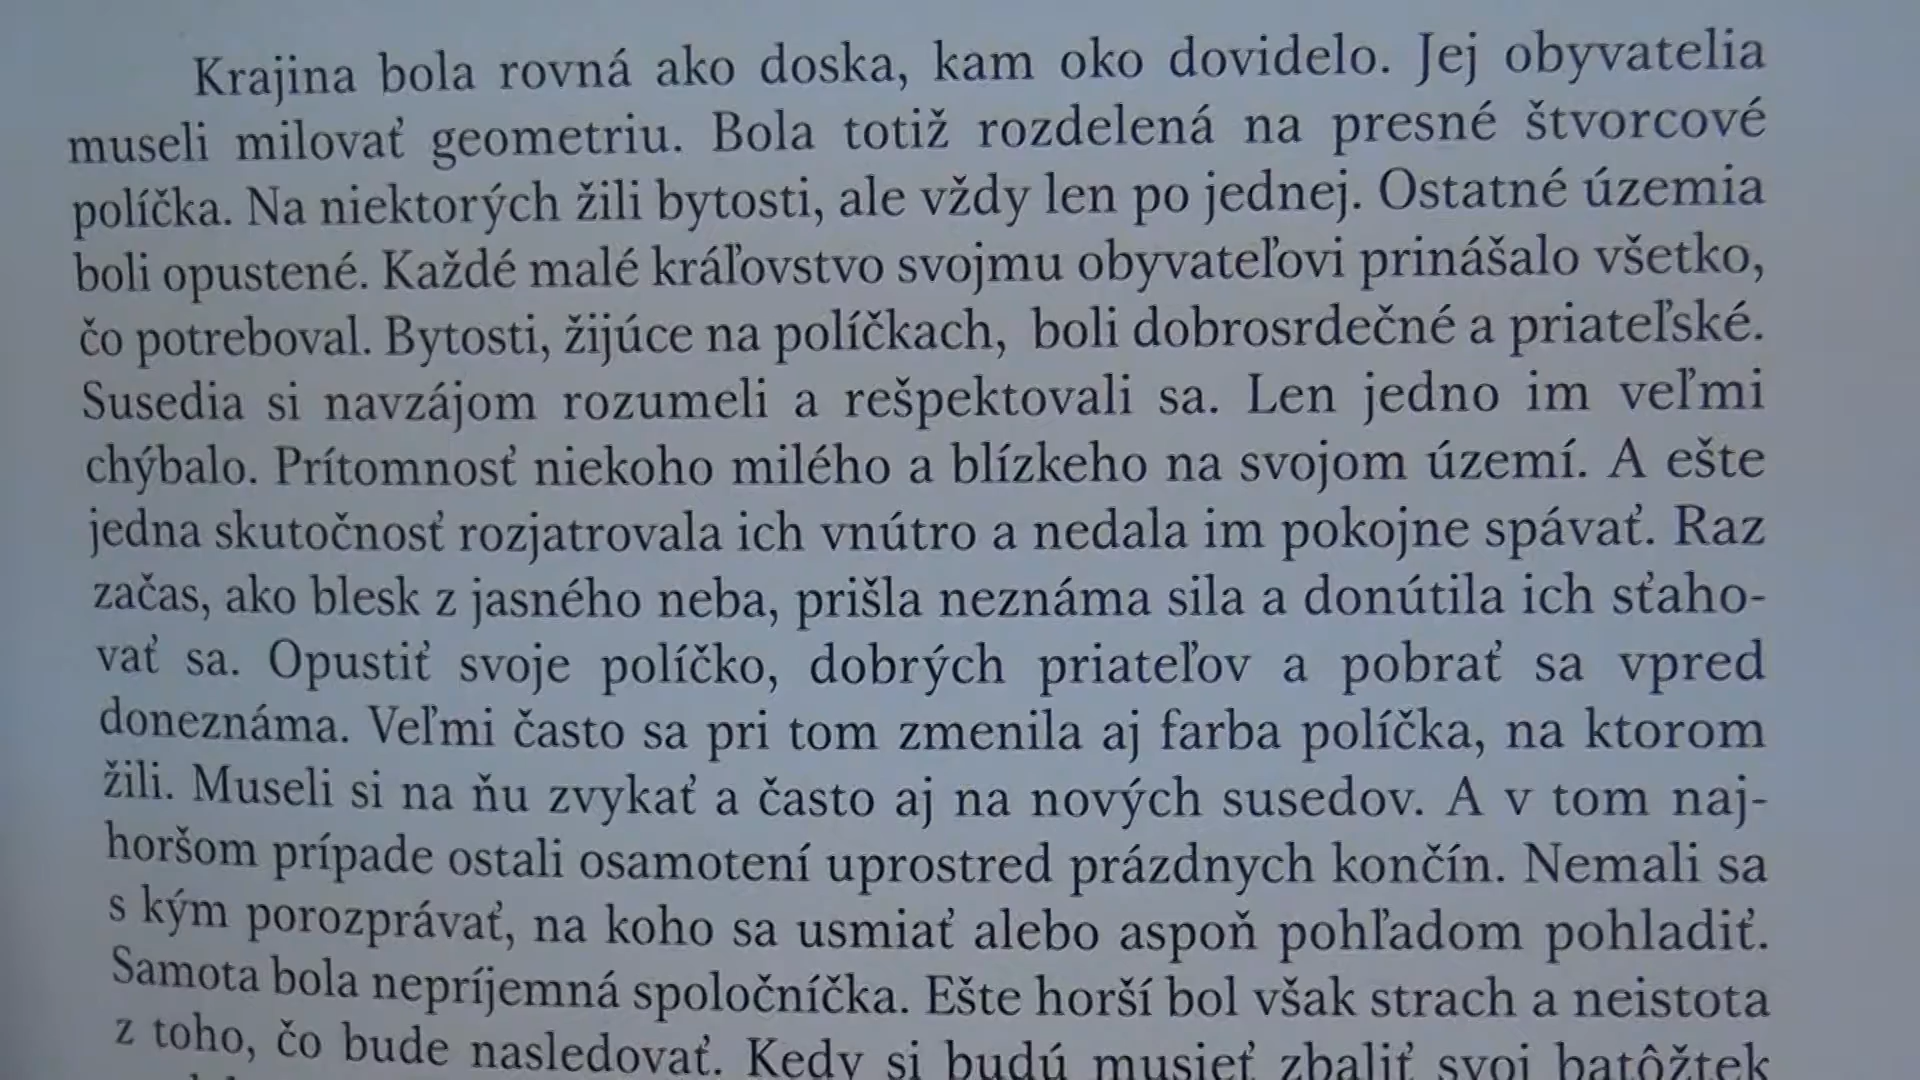 Krajina bola rovná ako doska, kam oko dovidelo. Jej obyvatelia
museli milovať geometriu. Bola totiž rozdelená na presné štvorcové
políčka. Na niektorých žili bytosti, ale vždy len po jednej. Ostatné územia
boli opustené. Každé malé kráľovstvo svojmu obyvateľovi prinášalo všetko,
čo potreboval. Bytosti, žijúce na políčkach, boli dobrosrdečné a priateľské.
Susedia si navzájom rozumeli a rešpektovali sa. Len jedno im veľmi
chýbalo. Prítomnosť niekoho milého a blízkeho na svojom území. A ešte
jedna skutočnosť rozjatrovala ich vnútro a nedala im pokojne spávať. Raz
začas, ako blesk z jasného neba, prišla neznáma sila a donútila ich sťaho-
vať sa. Opustiť svoje políčko, dobrých priateľov a pobrať sa vpred
doneznáma. Veľmi často sa pri tom zmenila aj farba políčka, na ktorom
žili. Museli si na ňu zvykať a často aj na nových susedov. A v tom naj-
horšom prípade ostali osamotení uprostred prázdnych končín. Nemali sa
s kým porozprávať, na koho sa usmiať alebo aspoň pohľadom pohladiť.
Samota bola nepríjemná spoločníčka. Ešte horší bol však strach a neistota
z toho, čo bude nasledovať. Kedy si budú musieť zbaliť svoj batôžtek